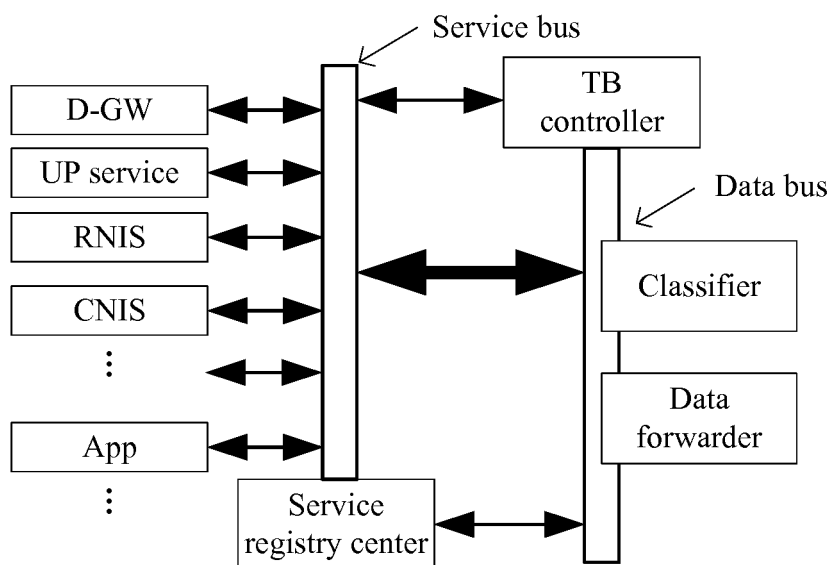 Service bus
TB
controller
D-GW
UP service
Data bus
RNIS
Classifier
CNIS
...
Data
forwarder
App
...
Service
registry center